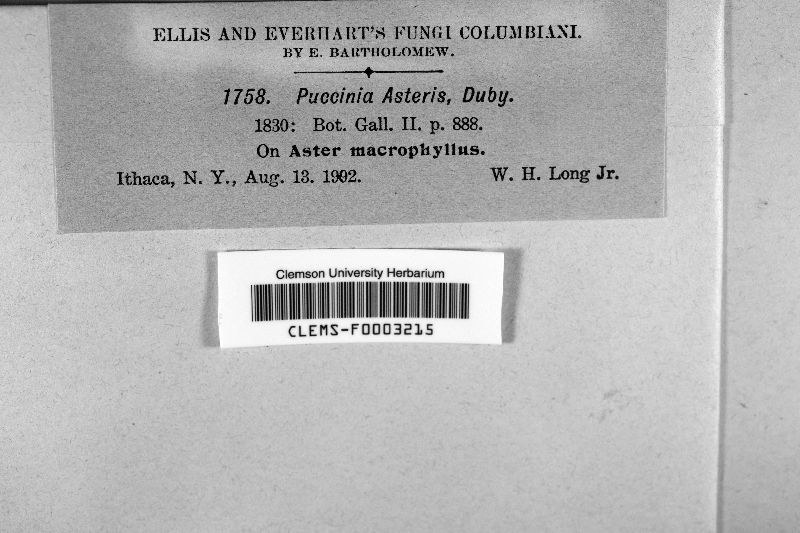 ELLIS AND EVERHART'S FUNGI COLUMBIANI.
BY E. BARTHOLOMEW.
1758. Puccinia Asteris, Duby.
1830: Bot. Gall. II. p. 888.
On Aster macrophyllus.
Ithaca, N. Y., Aug. 13. 1902. W. H. Long Jr.
Clemson University Herbarium
CLEMS-F0003215